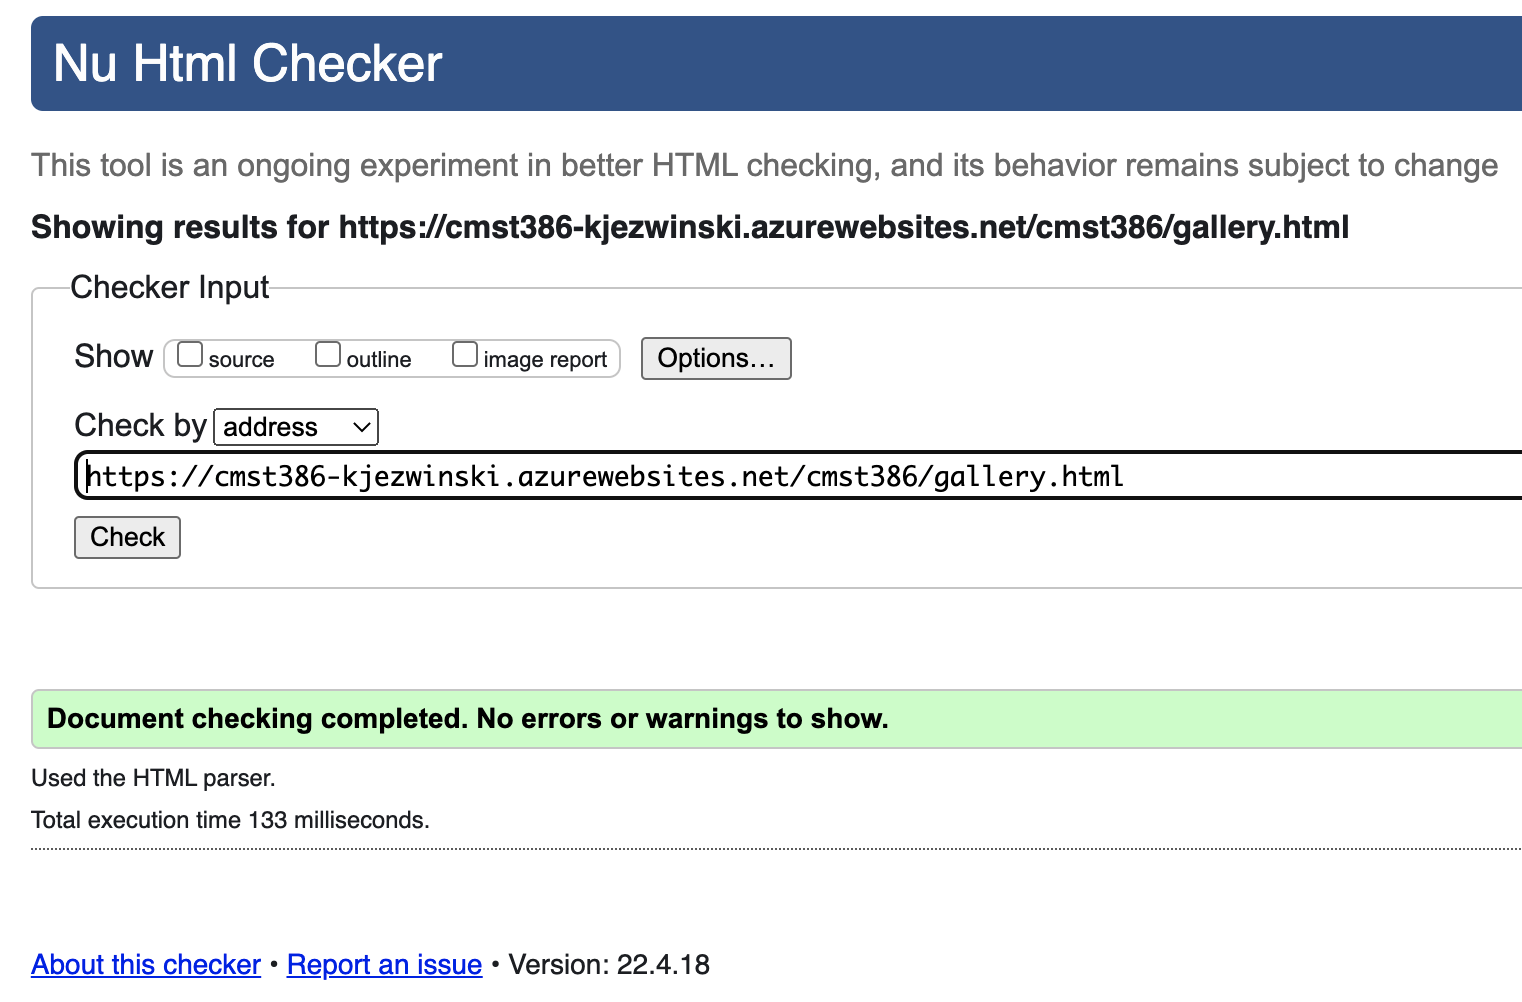 Nu Html Checker
This tool is an ongoing experiment in better HTML checking, and its behavior remains subject to change
Showing results for https://cmst386-kjezwinski.azurewebsites.net/cmst386/gallery.html
Checker Input
Show source outline image report Options...
Check by address
https://cmst386-kjezwinski.azurewebsites.net/cmst386/gallery.html
Check
Document checking completed. No errors or warnings to show.
Used the HTML parser.
Total execution time 133 milliseconds.
About this checker • Report an issue • Version: 22.4.18